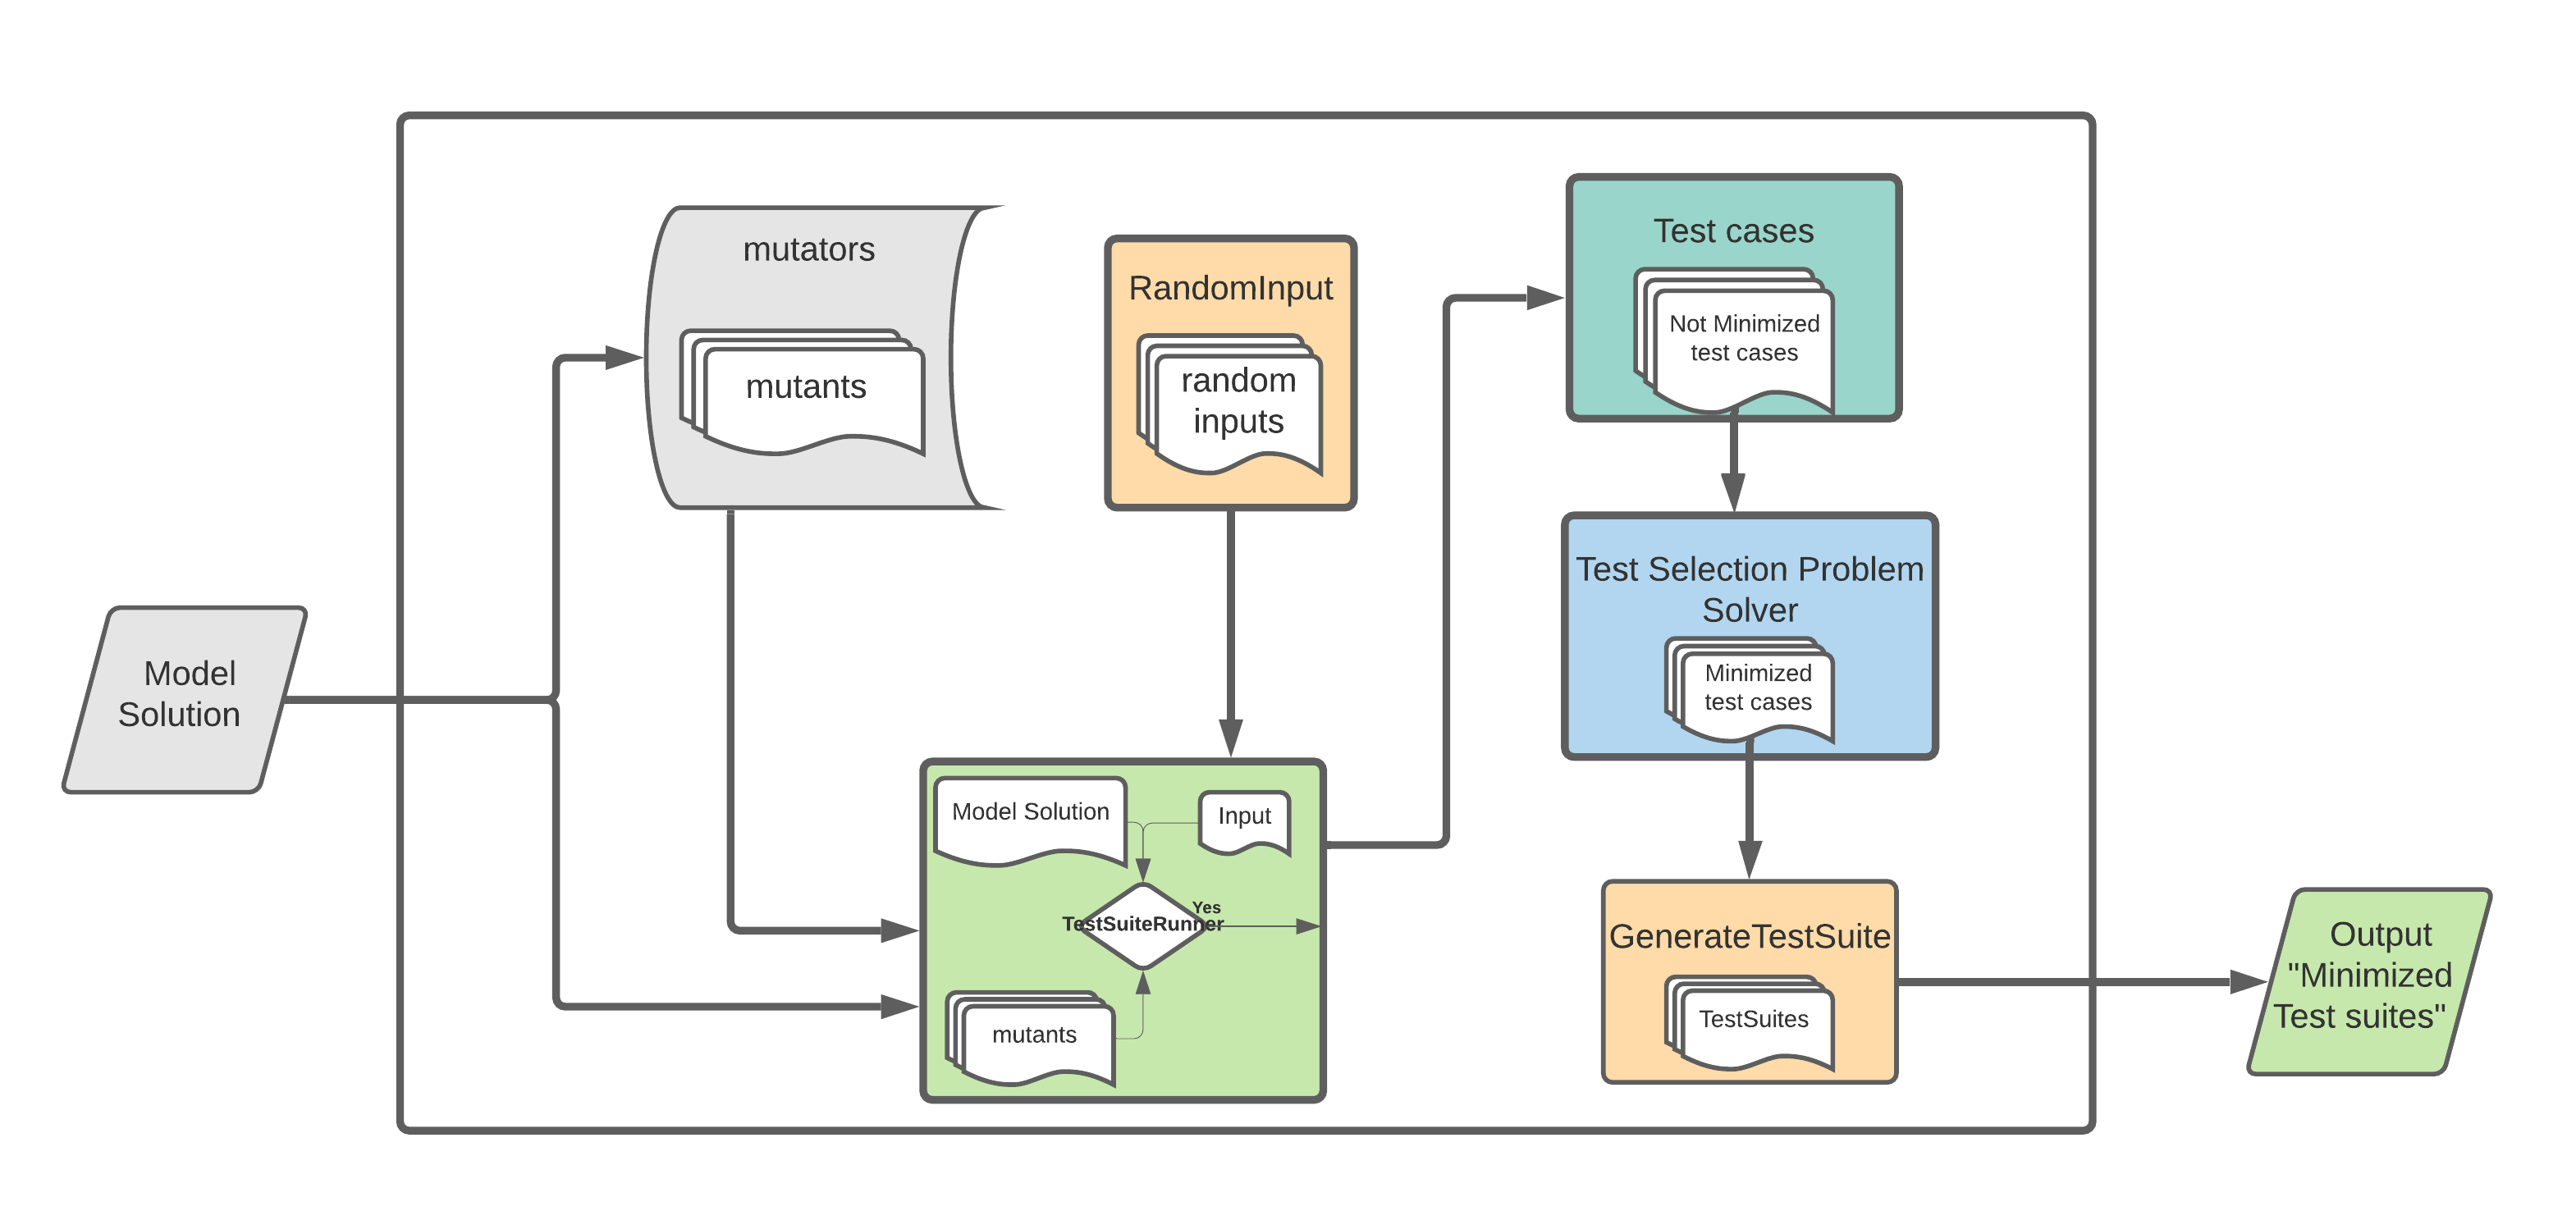 Model
Solution
mutators
mutants
RandomInput
random
inputs
Model Solution
Input
Yes
TestSuiteRunner
mutants
Test cases
Not Minimized
test cases
Test Selection Problem
Solver
Minimized
test cases
GenerateTestSuite
TestSuites
Output
"Minimized
Test suites"